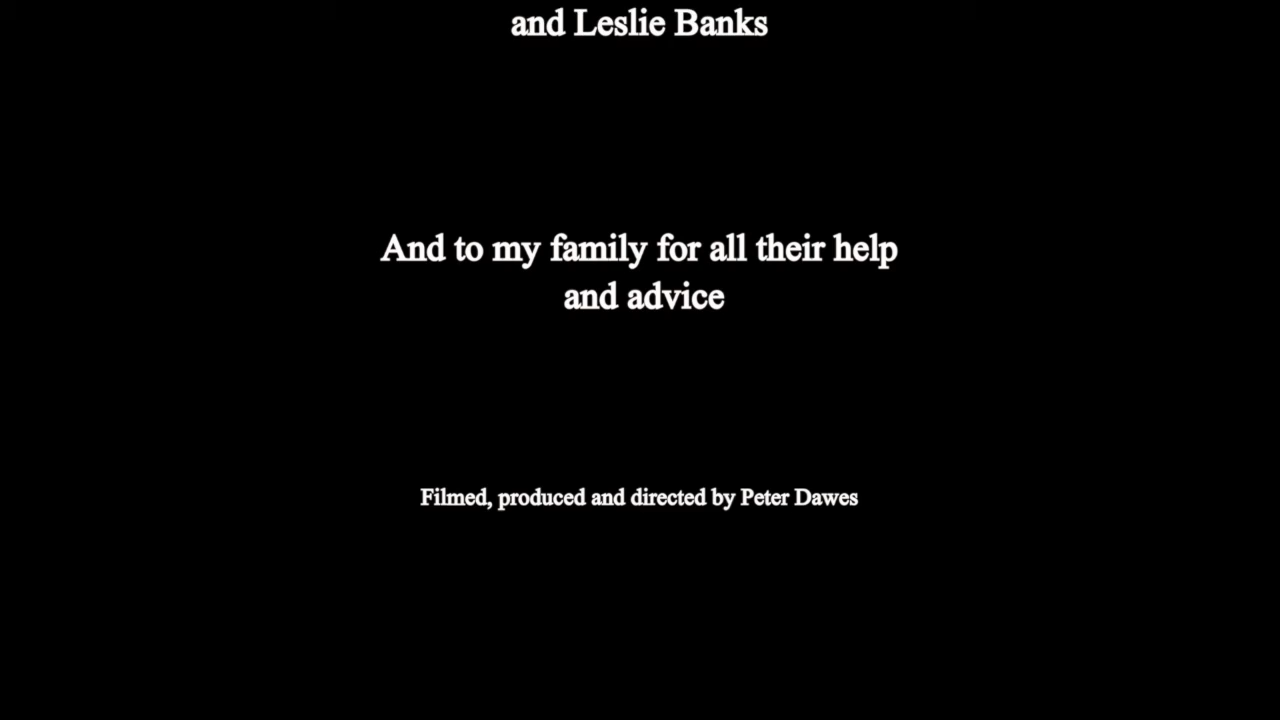 and Leslie Banks
And to my family for all their help
and advice
Filmed, produced and directed by Peter Dawes